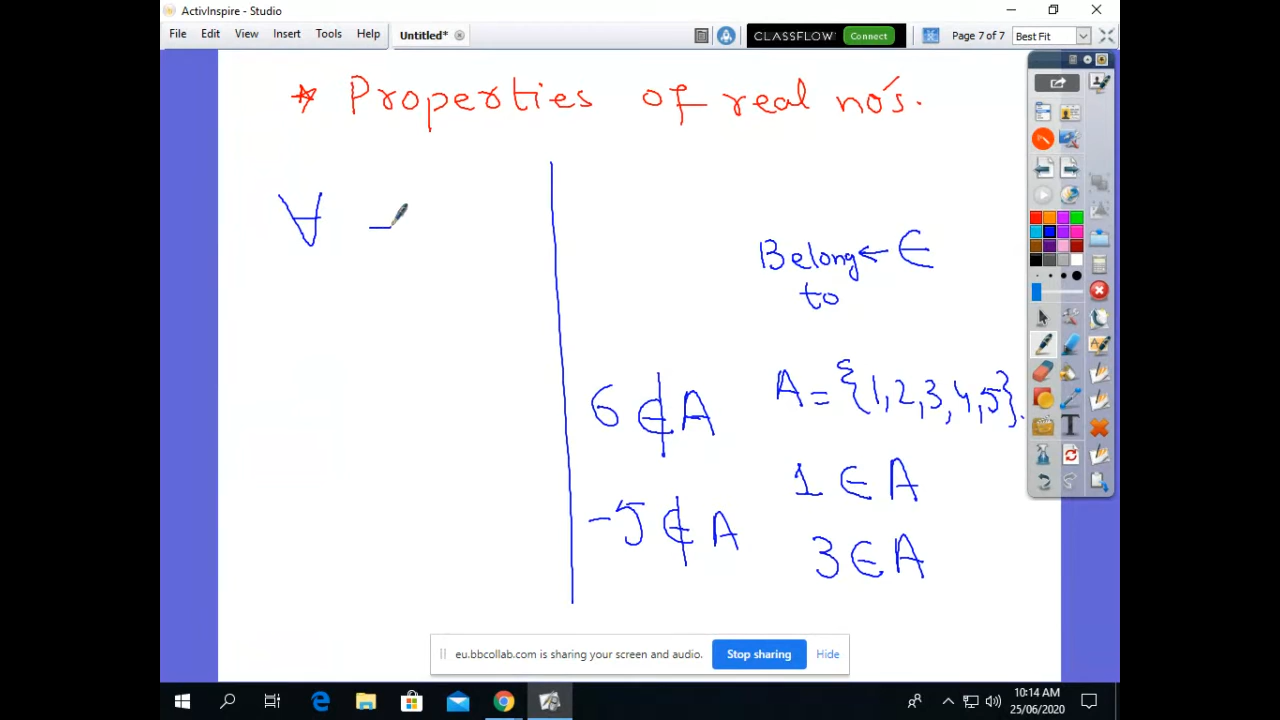 ActivInspire - Studio
File Edit View Insert Tools Help Untitled* CLASSFLOW Connect Page 7 of 7 Best Fit
* Properties of real no's.
∀ –
Belong ← ∈
to
A = {1,2,3,4,5}.
6 ∉ A
1 ∈ A
-5 ∉ A
3 ∈ A
eu.bbcollab.com is sharing your screen and audio. Stop sharing Hide
10:14 AM
25/06/2020